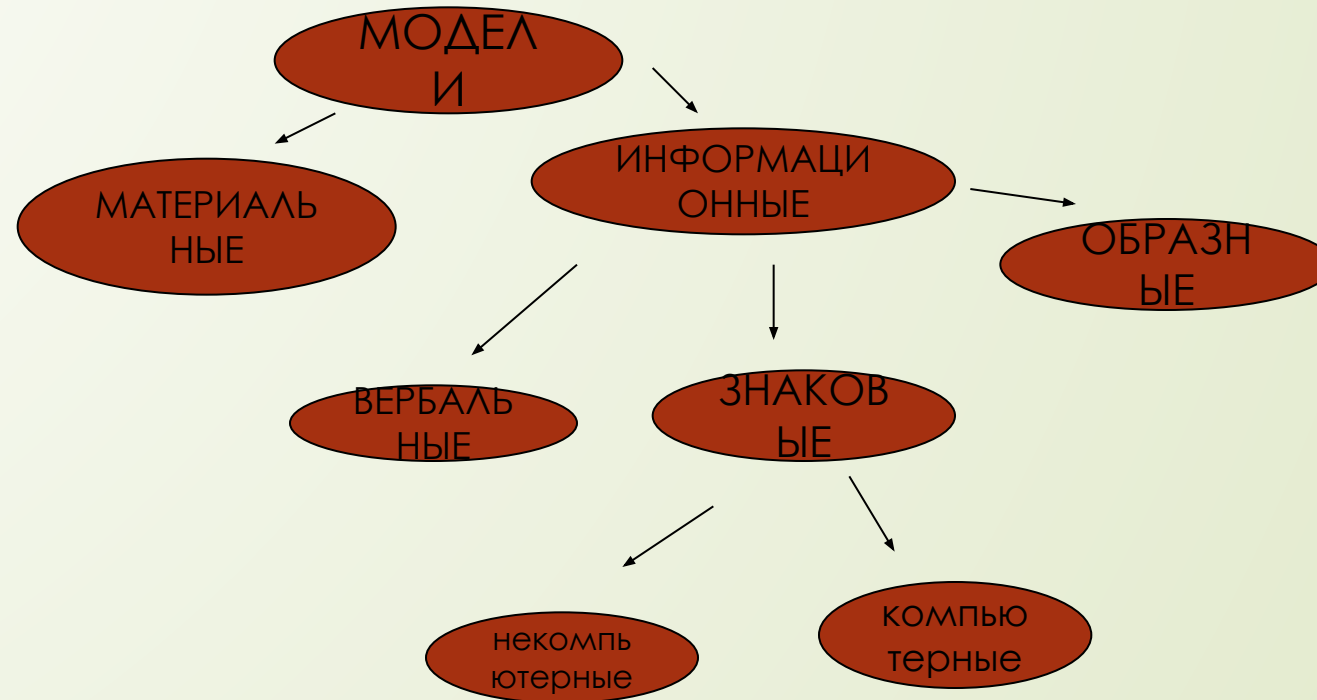 МОДЕЛ
И
МАТЕРИАЛЬ
НЫЕ
ИНФОРМАЦИ
ОННЫЕ
ОБРАЗН
ЫЕ
ВЕРБАЛЬ
НЫЕ
ЗНАКОВ
ЫЕ
некомпь
ютерные
компью
терные